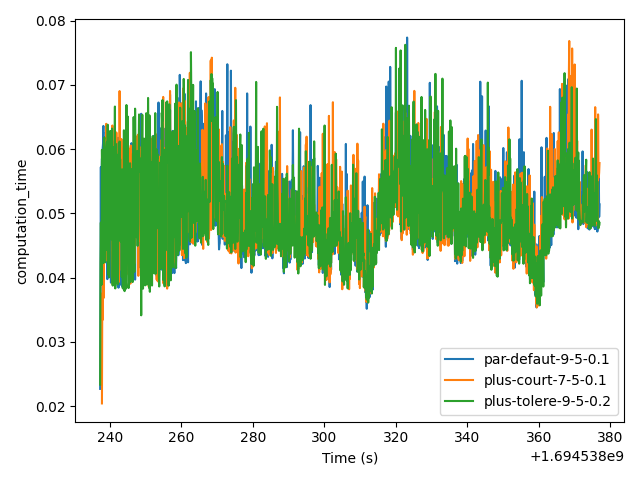 0.08
0.07
0.06
0.05
0.04
0.03
0.02
computation_time
240 260 280 300 320 340 360 380
Time (s)
+1.694538e9
par-defaut-9-5-0.1
plus-court-7-5-0.1
plus-tolere-9-5-0.2